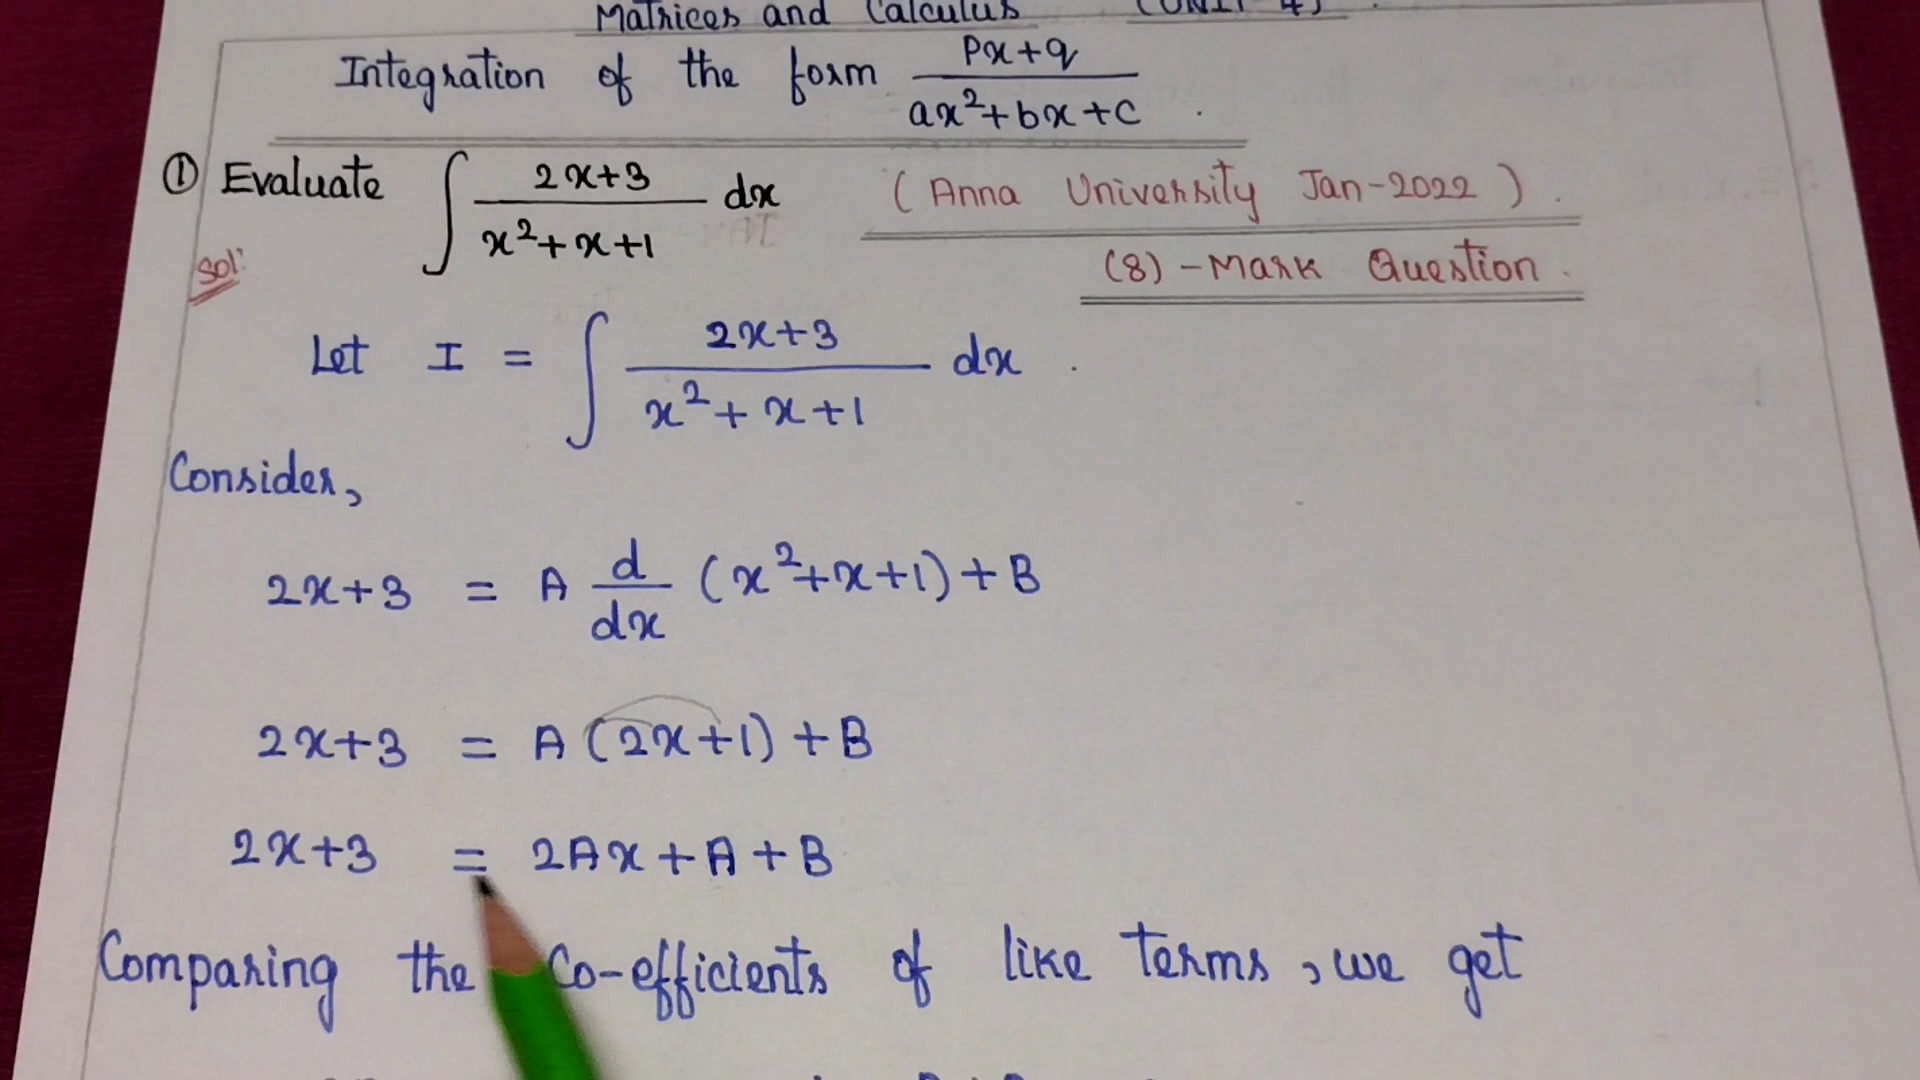 Matrices and Calculus (UNIT-4).
Integration of the form (Px+q)/(ax²+bx+c).
① Evaluate ∫ (2x+3)/(x²+x+1) dx (Anna University Jan-2022).
Sol: (8)-Mark Question.
Let I = ∫ (2x+3)/(x²+x+1) dx.
Consider,
2x+3 = A d/dx (x²+x+1)+B
2x+3 = A(2x+1)+B
2x+3 = 2Ax+A+B
Comparing the Co-efficients of like terms, we get